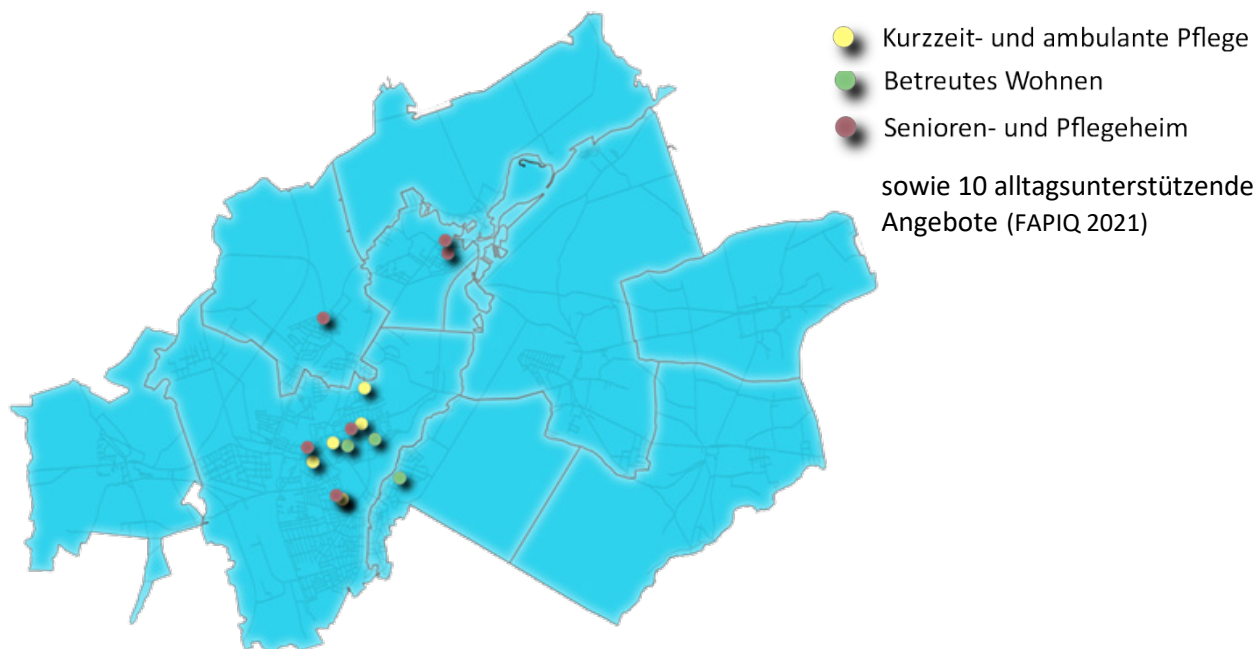 Kurzzeit- und ambulante Pflege
Betreutes Wohnen
Senioren- und Pflegeheim
sowie 10 alltagsunterstützende
Angebote (FAPIQ 2021)